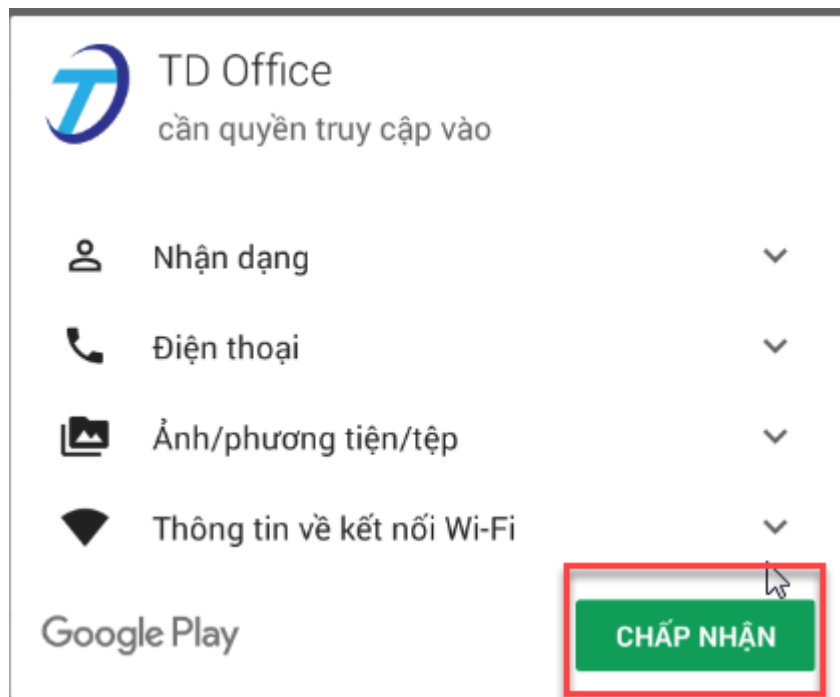 TD Office
cần quyền truy cập vào
Nhận dạng
Điện thoại
Ảnh/phương tiện/tệp
Thông tin về kết nối Wi-Fi
Google Play
CHẤP NHẬN